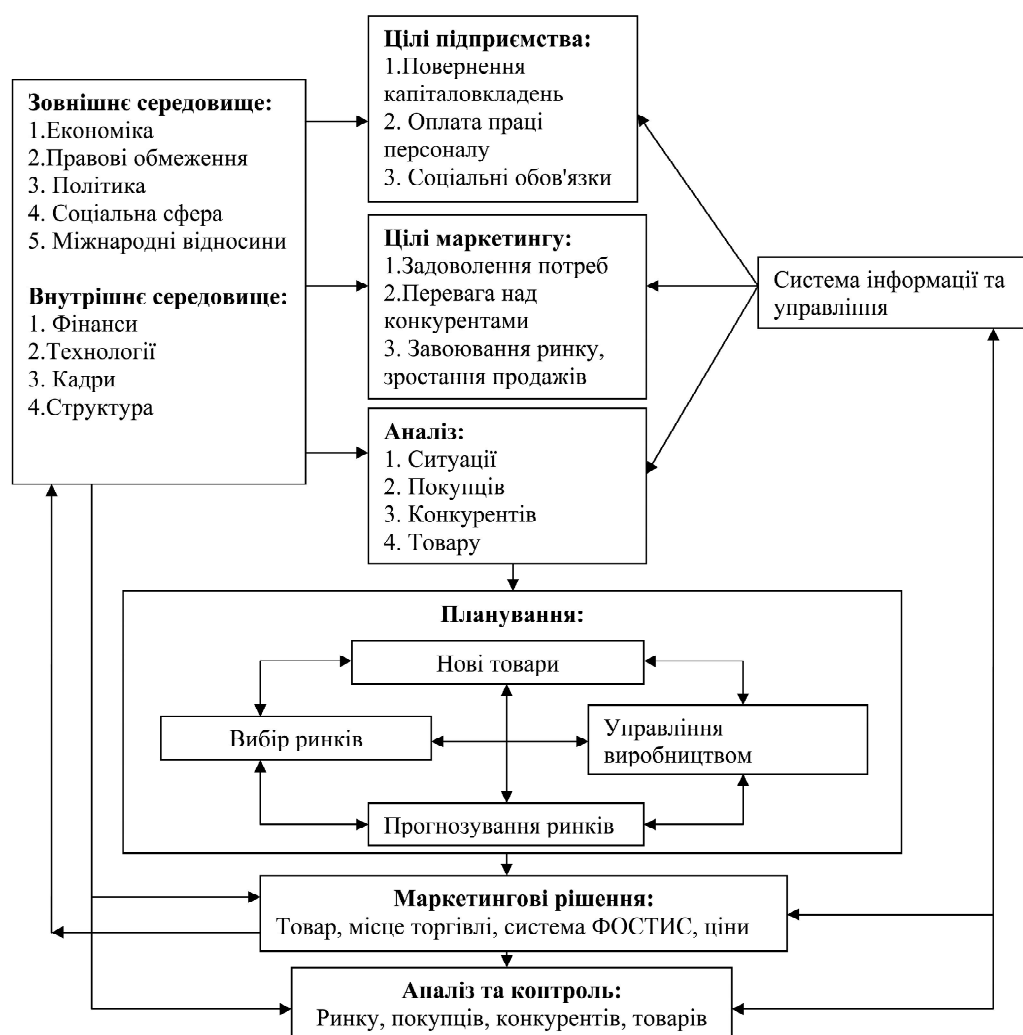 Цілі підприємства:
1.Повернення
капіталовкладень
2. Оплата праці
персоналу
3. Соціальні обов'язки
Зовнішнє середовище:
1.Економіка
2.Правові обмеження
3. Політика
4. Соціальна сфера
5. Міжнародні відносини
Внутрішнє середовище:
1. Фінанси
2.Технології
3. Кадри
4.Структура
Цілі маркетингу:
1.Задоволення потреб
2.Перевага над
конкурентами
3. Завоювання ринку,
зростання продажів
Система інформації та
управління
Аналіз:
1. Ситуації
2. Покупців
3. Конкурентів
4. Товару
Планування:
Нові товари
Вибір ринків
Управління
виробництвом
Прогнозування ринків
Маркетингові рішення:
Товар, місце торгівлі, система ФОСТИС, ціни
Аналіз та контроль:
Ринку, покупців, конкурентів, товарів